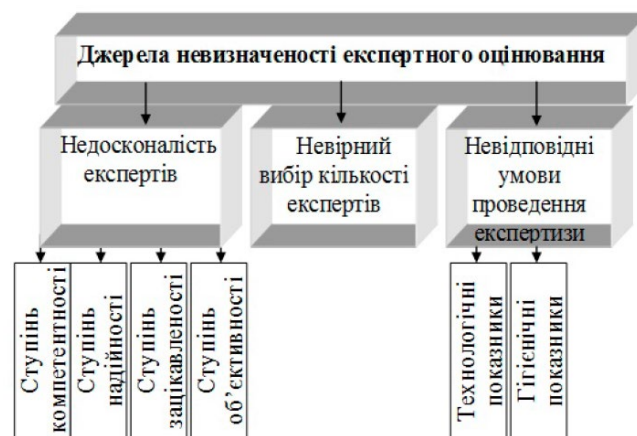 Джерела невизначеності експертного оцінювання
Недосконалість
експертів
Невірний
вибір кількості
експертів
Невідповідні
умови
проведення
експертизи
Ступінь
компетентності
Ступінь
надійності
Ступінь
зацікавленості
Ступінь
об’єктивності
Технологічні
показники
Гігієнічні
показники